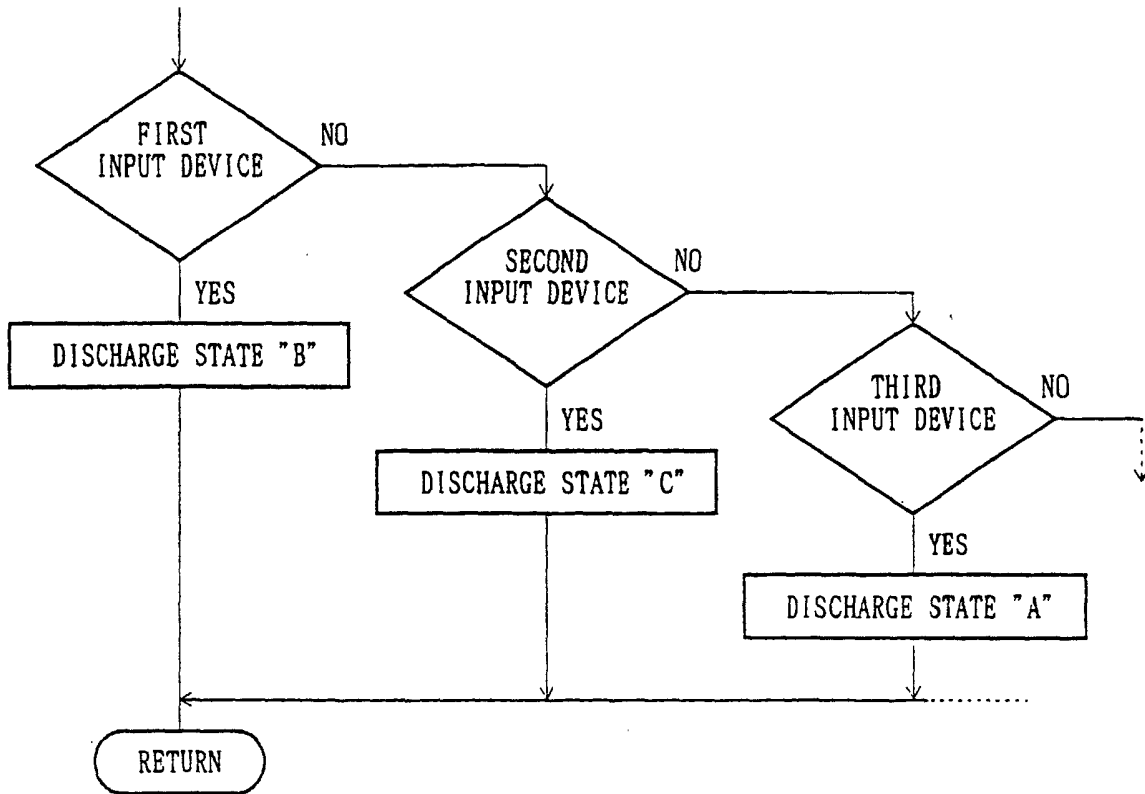 FIRST
INPUT DEVICE
NO
YES
DISCHARGE STATE "B"
SECOND
INPUT DEVICE
NO
YES
DISCHARGE STATE "C"
THIRD
INPUT DEVICE
NO
YES
DISCHARGE STATE "A"
RETURN